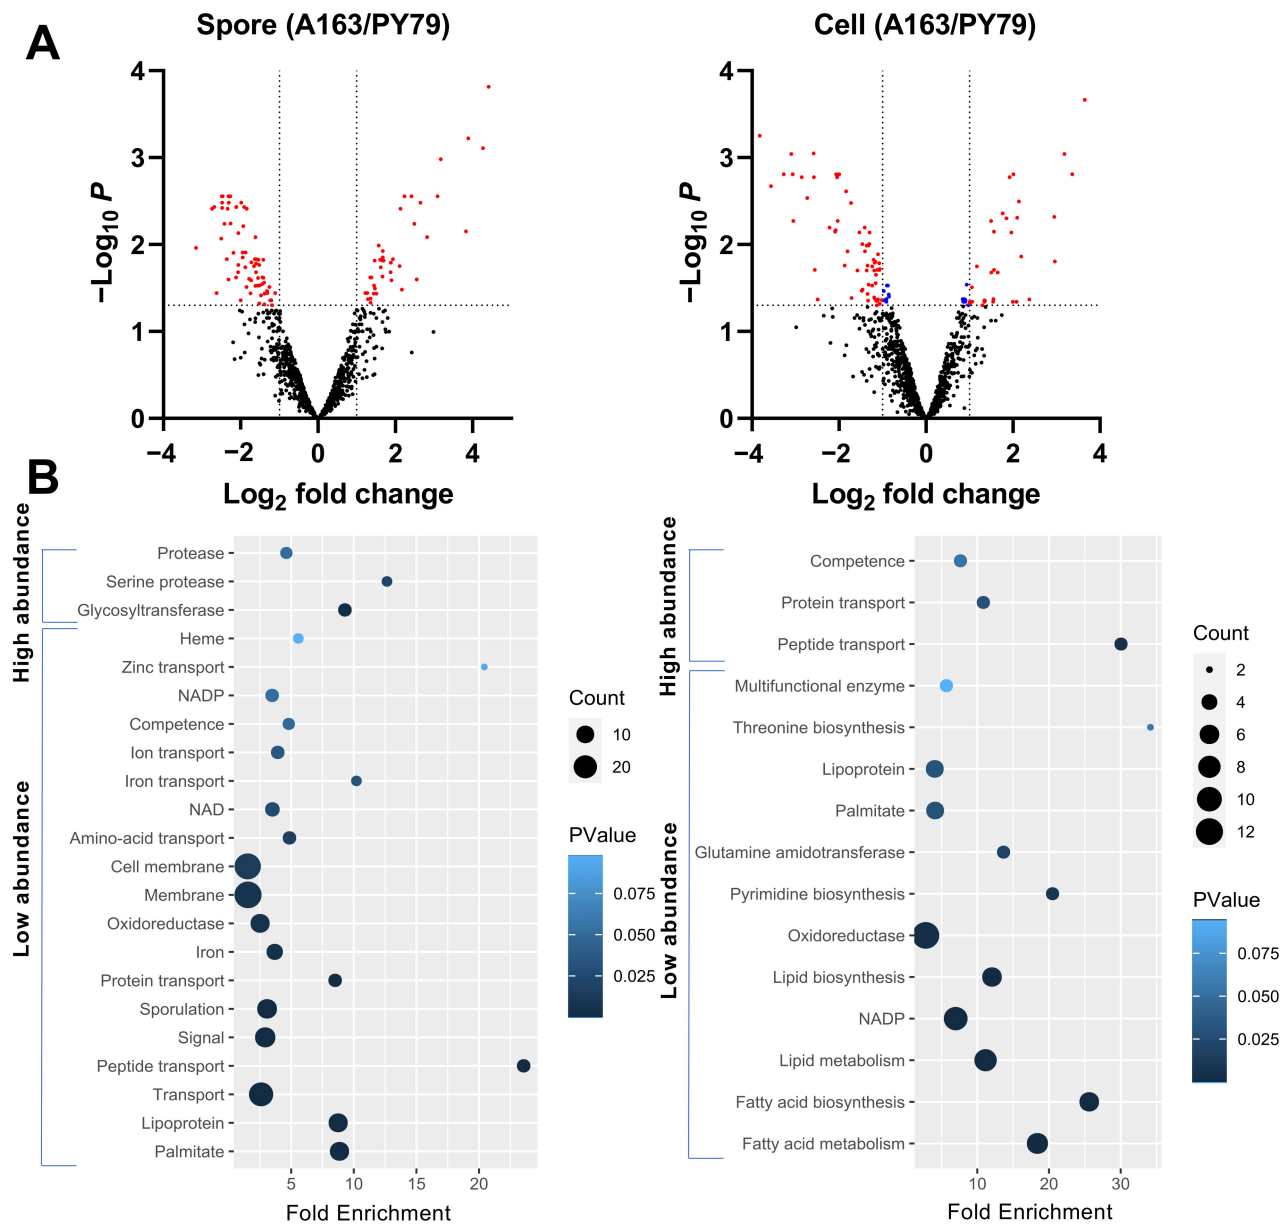 A
Spore (A163/PY79)
Cell (A163/PY79)
−Log10 P
4
3
2
1
0
−4
−2
0
2
4
Log2 fold change
−Log10 P
4
3
2
1
0
−4
−2
0
2
4
Log2 fold change
B
High abundance
Low abundance
Protease
Serine protease
Glycosyltransferase
Heme
Zinc transport
NADP
Competence
Ion transport
Iron transport
NAD
Amino-acid transport
Cell membrane
Membrane
Oxidoreductase
Iron
Protein transport
Sporulation
Signal
Peptide transport
Transport
Lipoprotein
Palmitate
5
10
15
20
Fold Enrichment
Count
10
20
PValue
0.075
0.050
0.025
High abundance
Low abundance
Competence
Protein transport
Peptide transport
Multifunctional enzyme
Threonine biosynthesis
Lipoprotein
Palmitate
Glutamine amidotransferase
Pyrimidine biosynthesis
Oxidoreductase
Lipid biosynthesis
NADP
Lipid metabolism
Fatty acid biosynthesis
Fatty acid metabolism
10
20
30
Fold Enrichment
Count
2
4
6
8
10
12
PValue
0.075
0.050
0.025